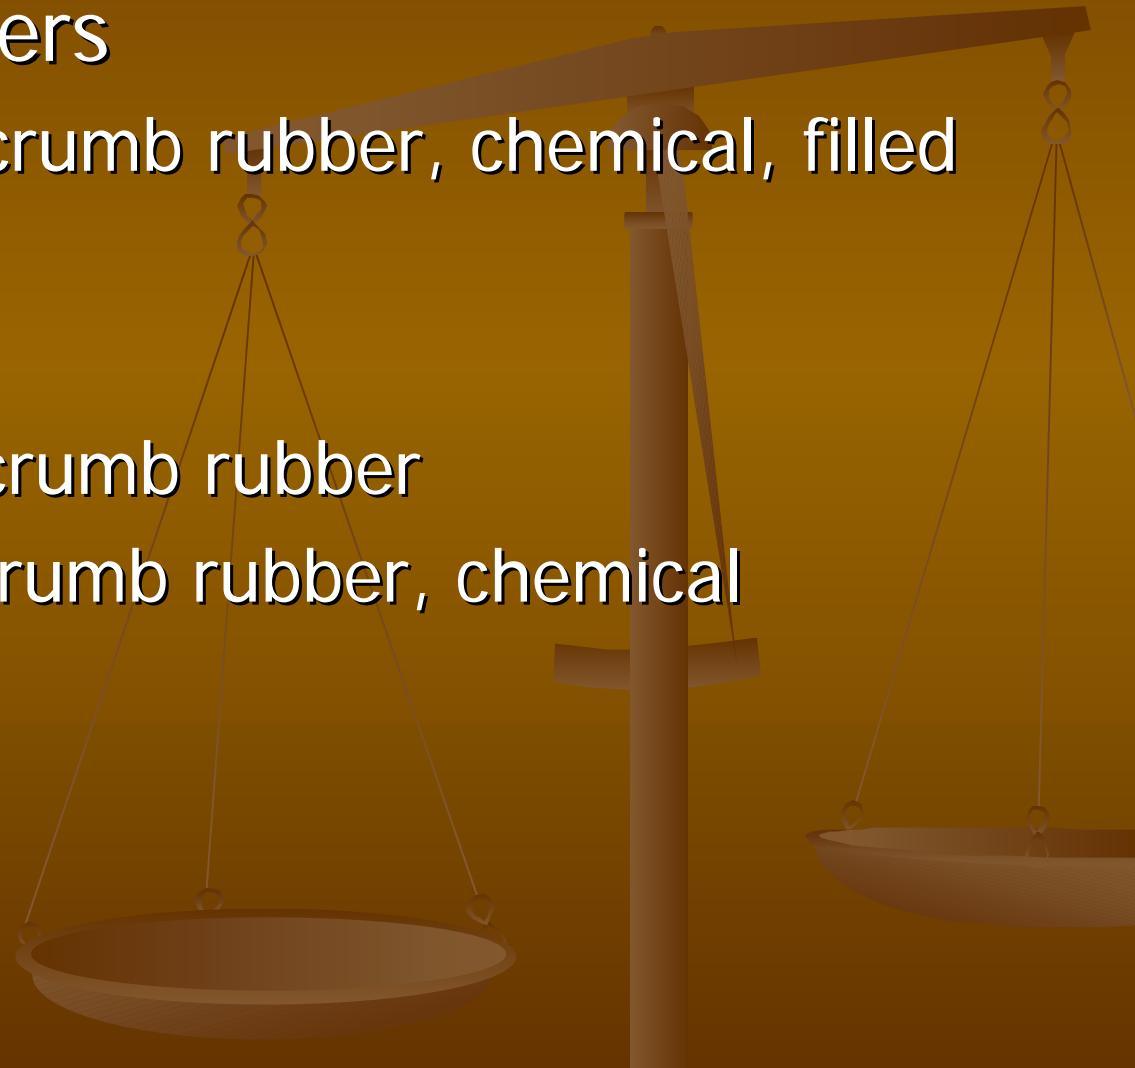 ers
crumb rubber, chemical, filled
crumb rubber
rumb rubber, chemical